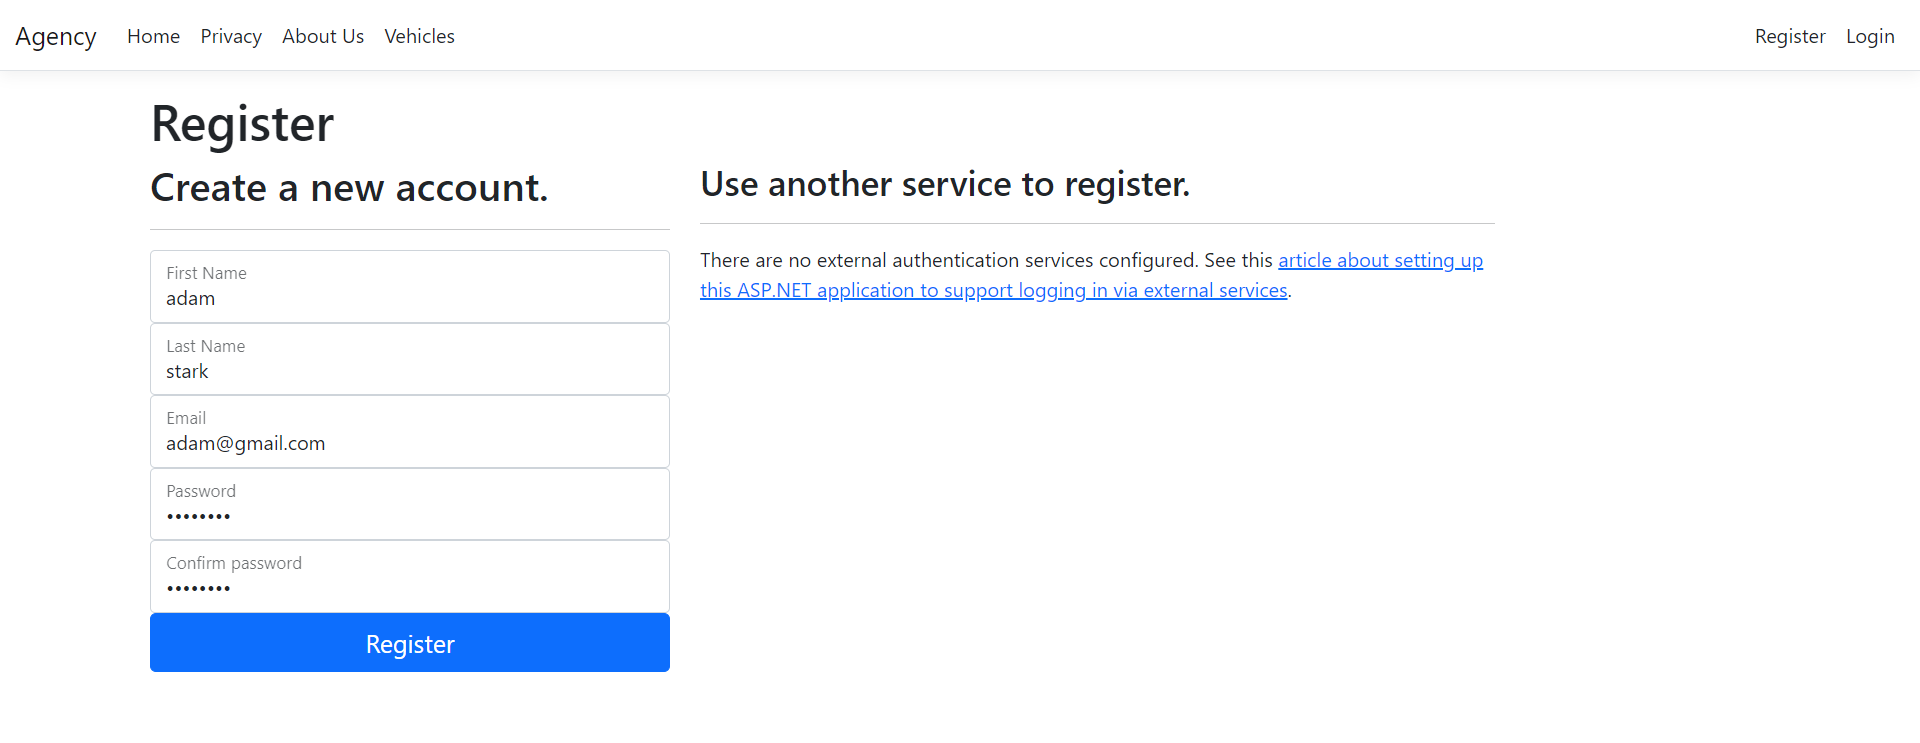 Agency Home Privacy About Us Vehicles Register Login
Register
Create a new account.
First Name
adam
Last Name
stark
Email
adam@gmail.com
Password
••••••••
Confirm password
••••••••
Register
Use another service to register.
There are no external authentication services configured. See this article about setting up
this ASP.NET application to support logging in via external services.